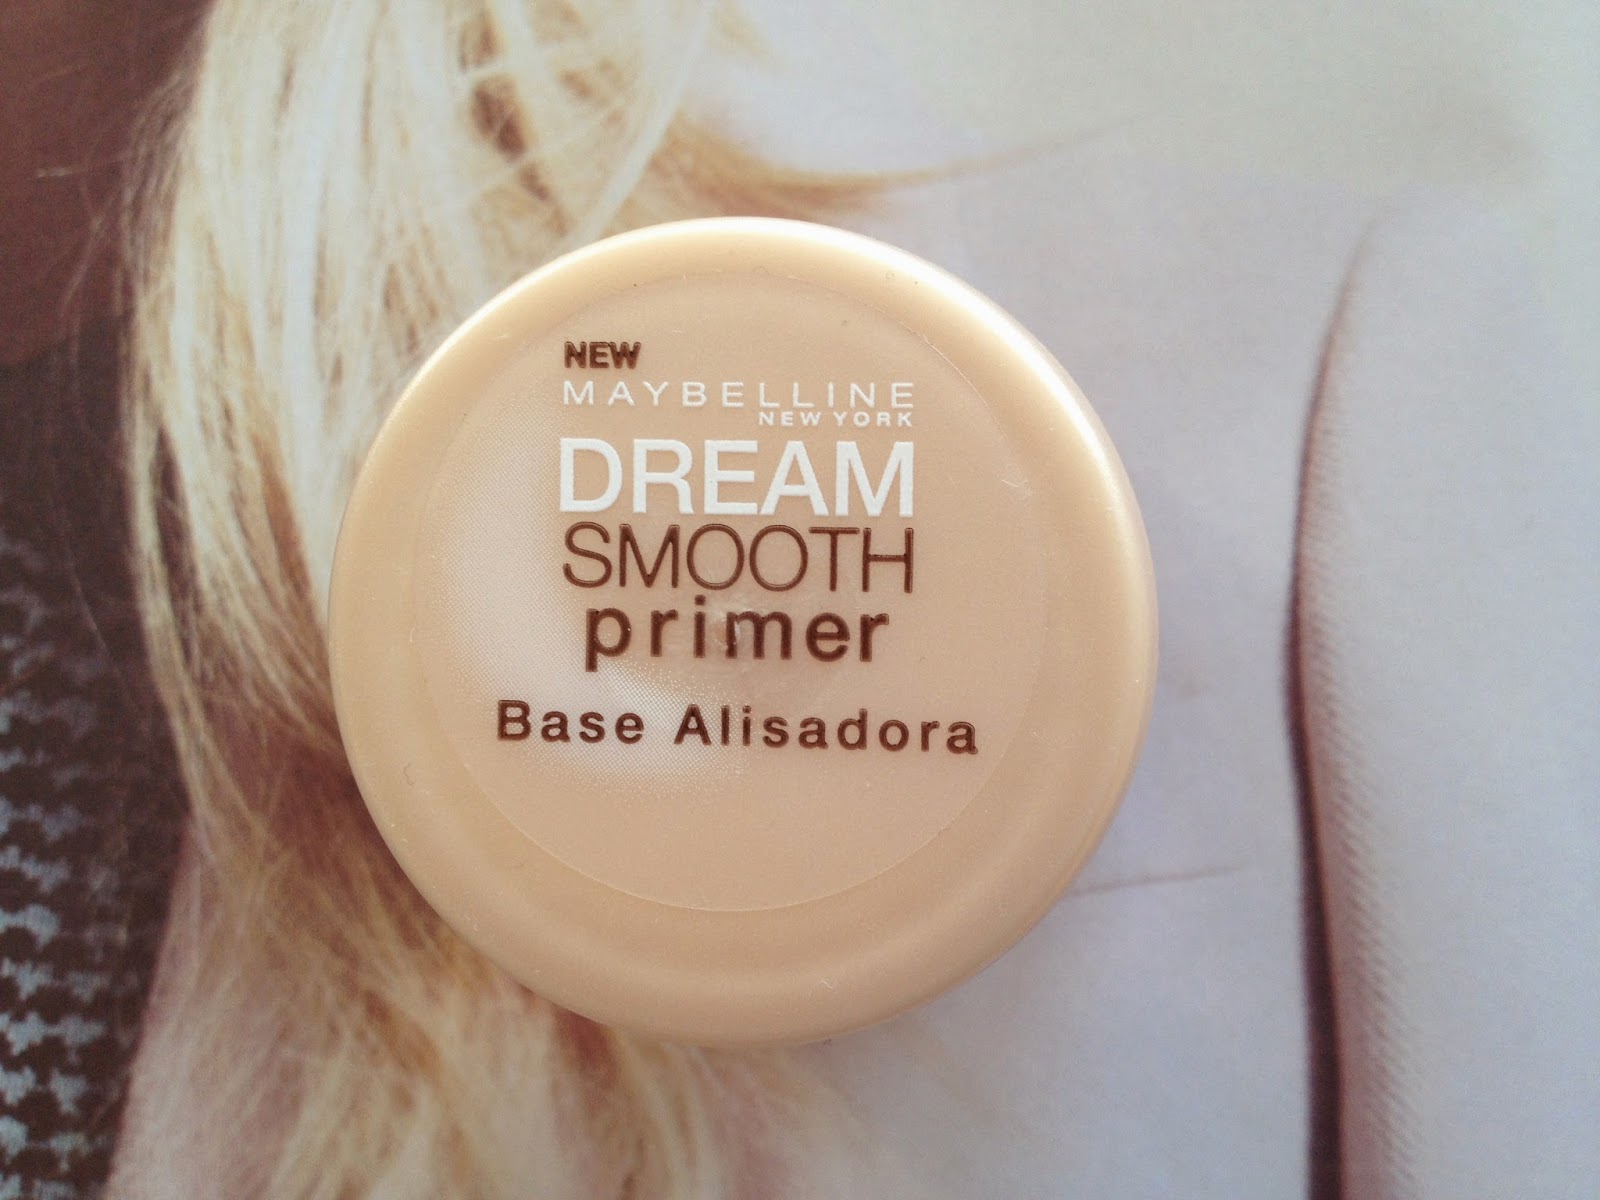 NEW
MAYBELLINE
NEW YORK
DREAM
SMOOTH
primer
Base Alisadora